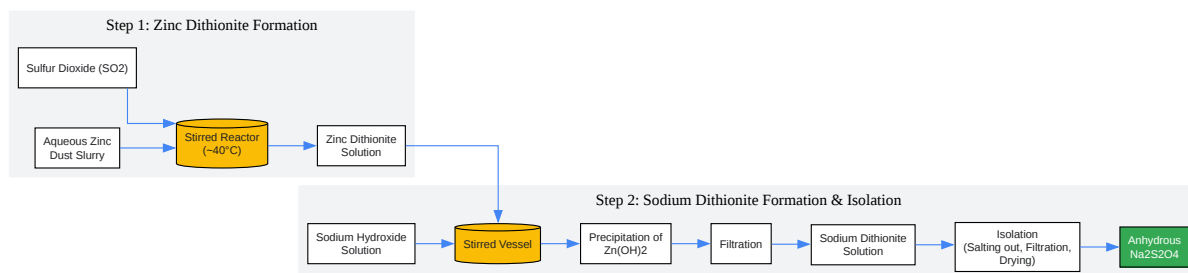 Step 1: Zinc Dithionite Formation
Sulfur Dioxide (SO2)
Aqueous Zinc
Dust Slurry
Stirred Reactor
(~40°C)
Zinc Dithionite
Solution
Step 2: Sodium Dithionite Formation & Isolation
Sodium Hydroxide
Solution
Stirred Vessel
Precipitation of
Zn(OH)2
Filtration
Sodium Dithionite
Solution
Isolation
(Salting out, Filtration,
Drying)
Anhydrous
Na2S2O4